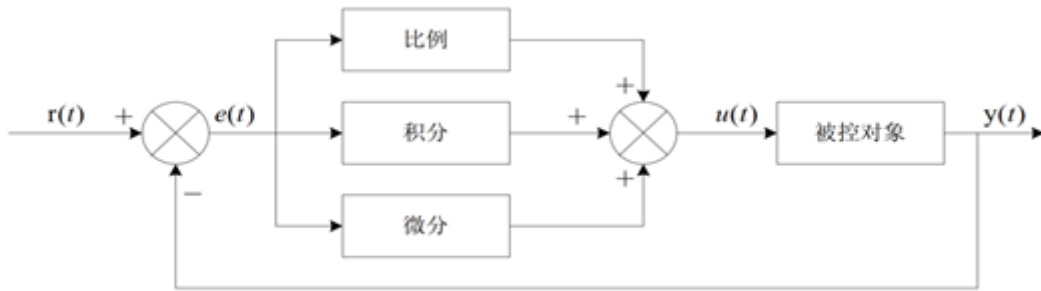 比例
r(t) + e(t) 积分 + + u(t) 被控对象 y(t)
− +
微分